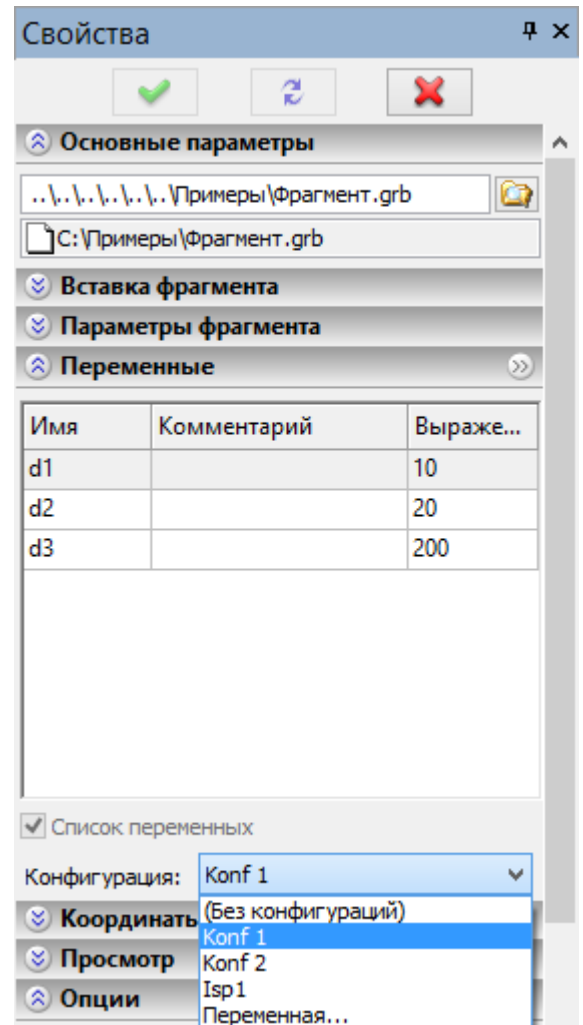 Свойства
Основные параметры
..\..\..\..\..\..\Примеры\Фрагмент.grb
C:\Примеры\Фрагмент.grb
Вставка фрагмента
Параметры фрагмента
Переменные
Имя Комментарий Выраже...
d1 10
d2 20
d3 200
Список переменных
Конфигурация: Konf 1
(Без конфигураций)
Координаты
Konf 1
Просмотр
Konf 2
Опции
Isp1
Переменная...